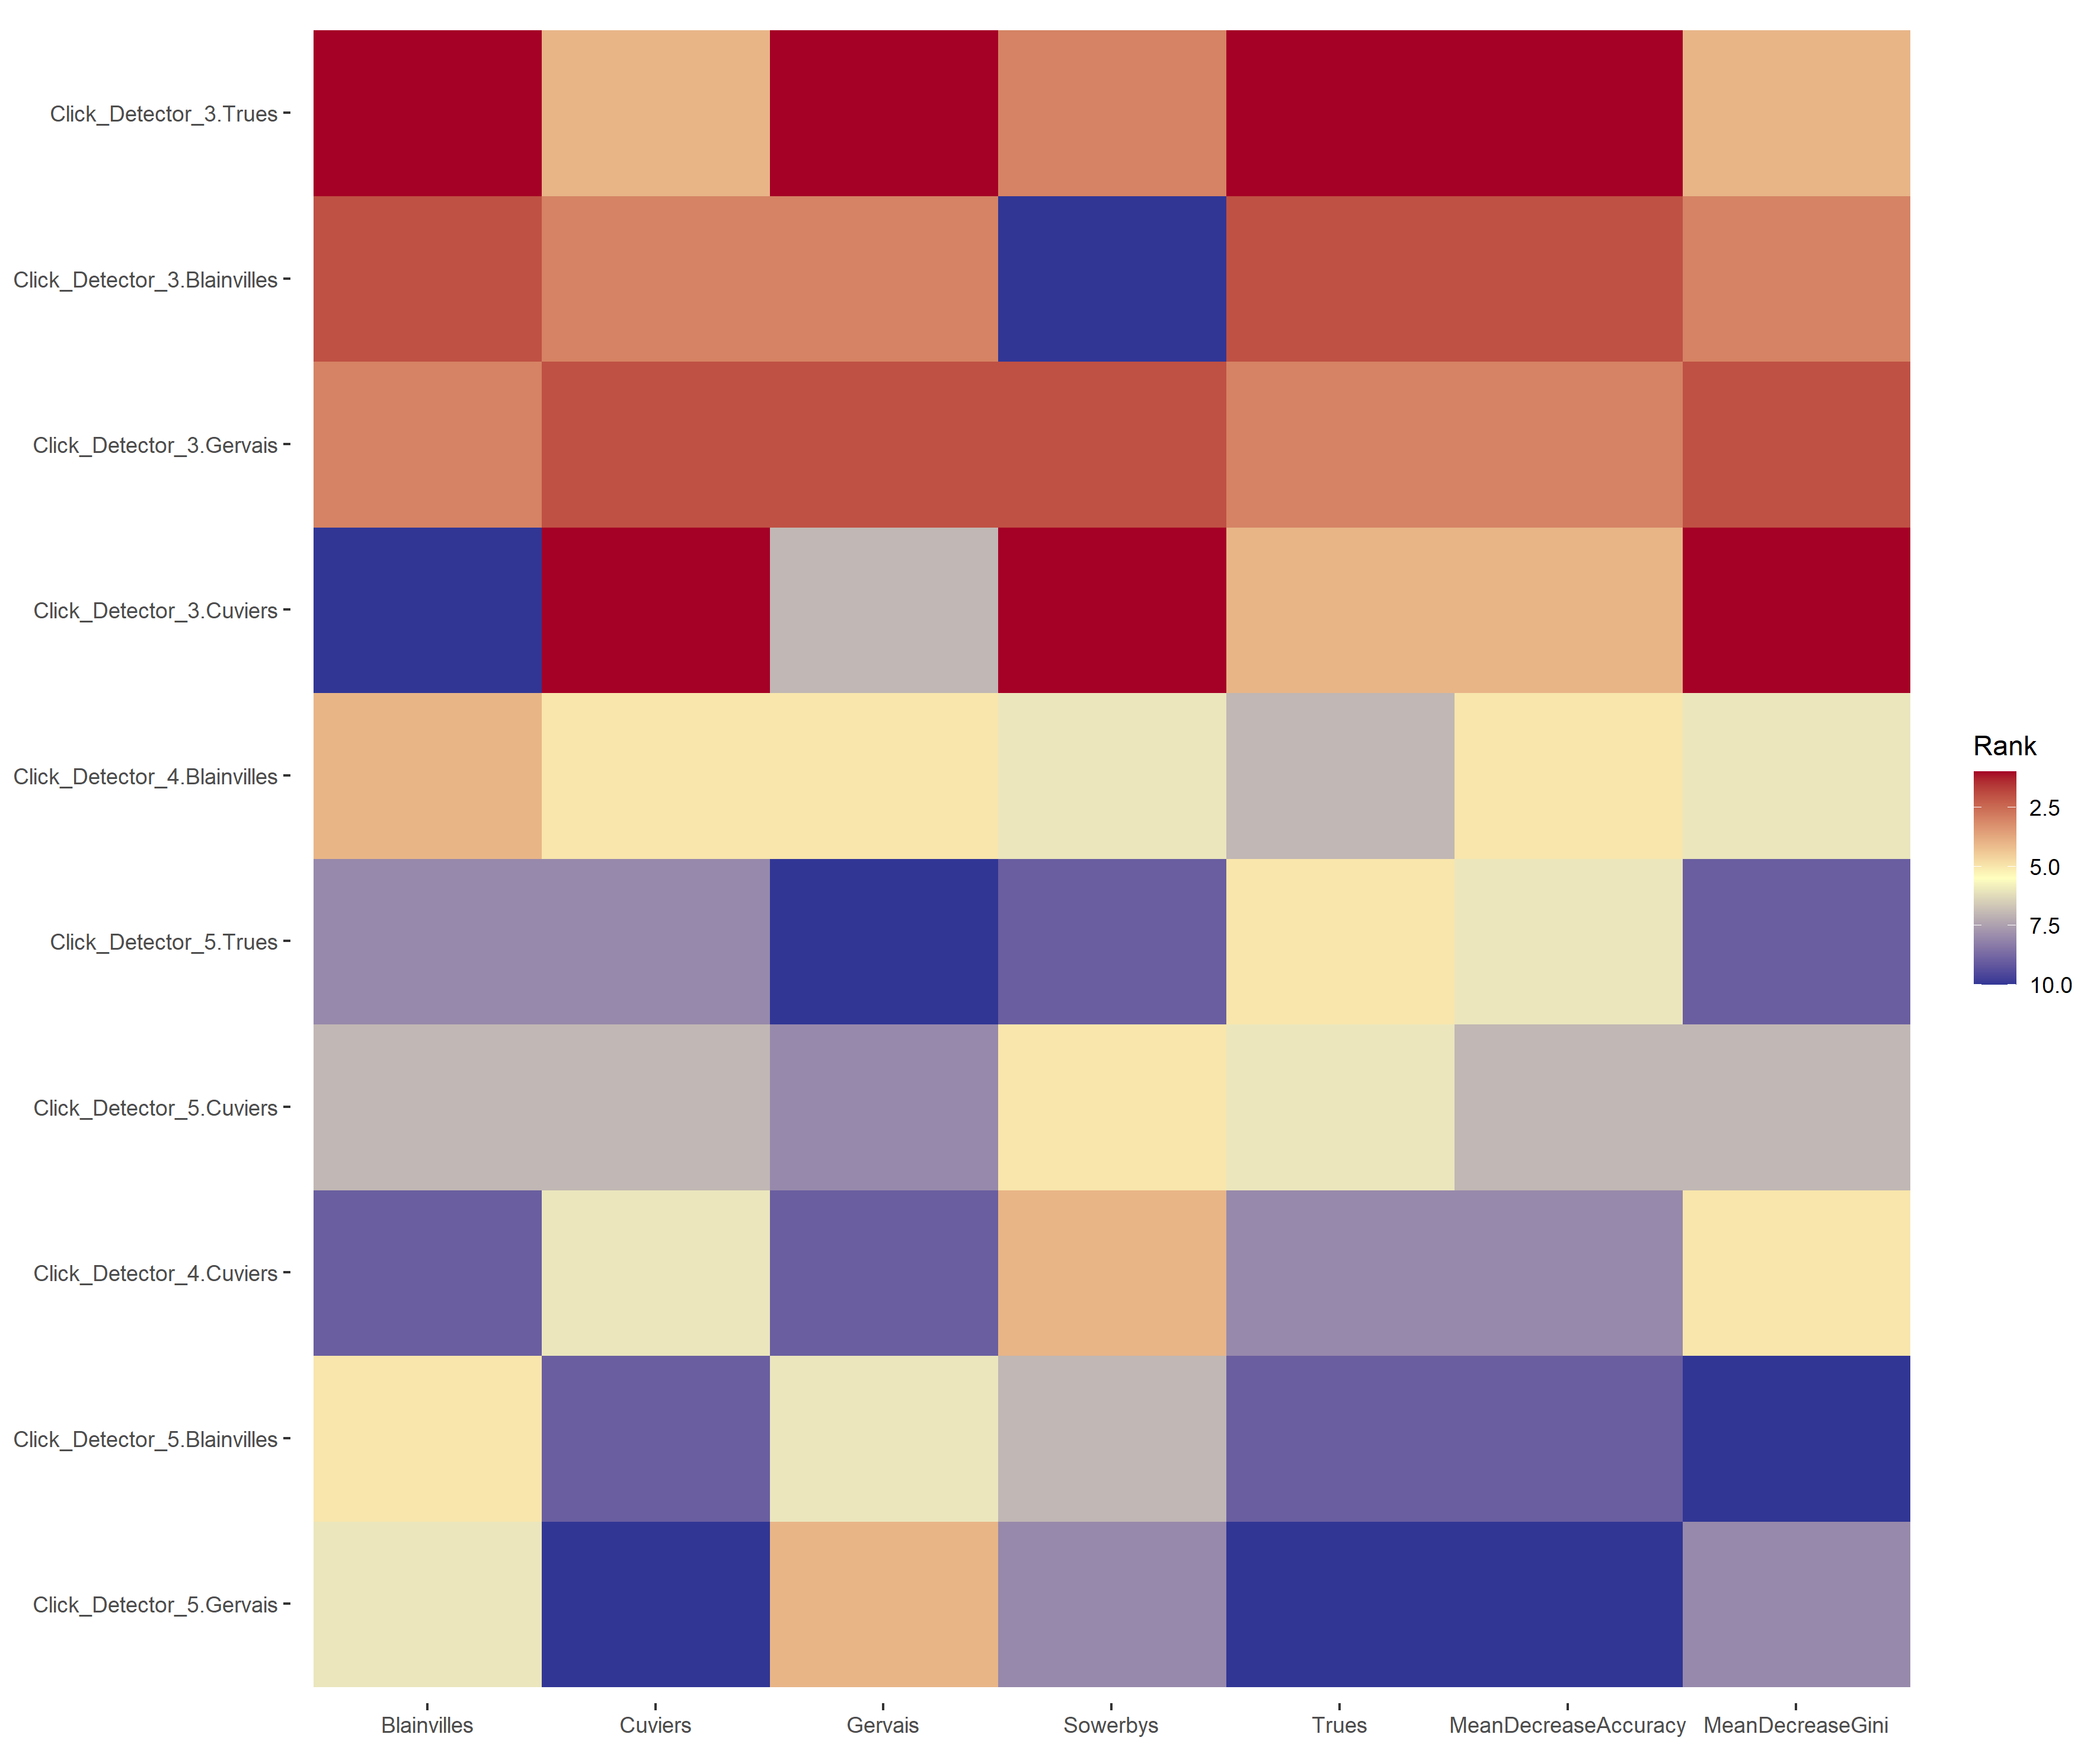 Click_Detector_3.Trues
Click_Detector_3.Blainvilles
Click_Detector_3.Gervais
Click_Detector_3.Cuviers
Click_Detector_4.Blainvilles
Click_Detector_5.Trues
Click_Detector_5.Cuviers
Click_Detector_4.Cuviers
Click_Detector_5.Blainvilles
Click_Detector_5.Gervais
Blainvilles
Cuviers
Gervais
Sowerbys
Trues
MeanDecreaseAccuracy
MeanDecreaseGini
Rank
2.5
5.0
7.5
10.0